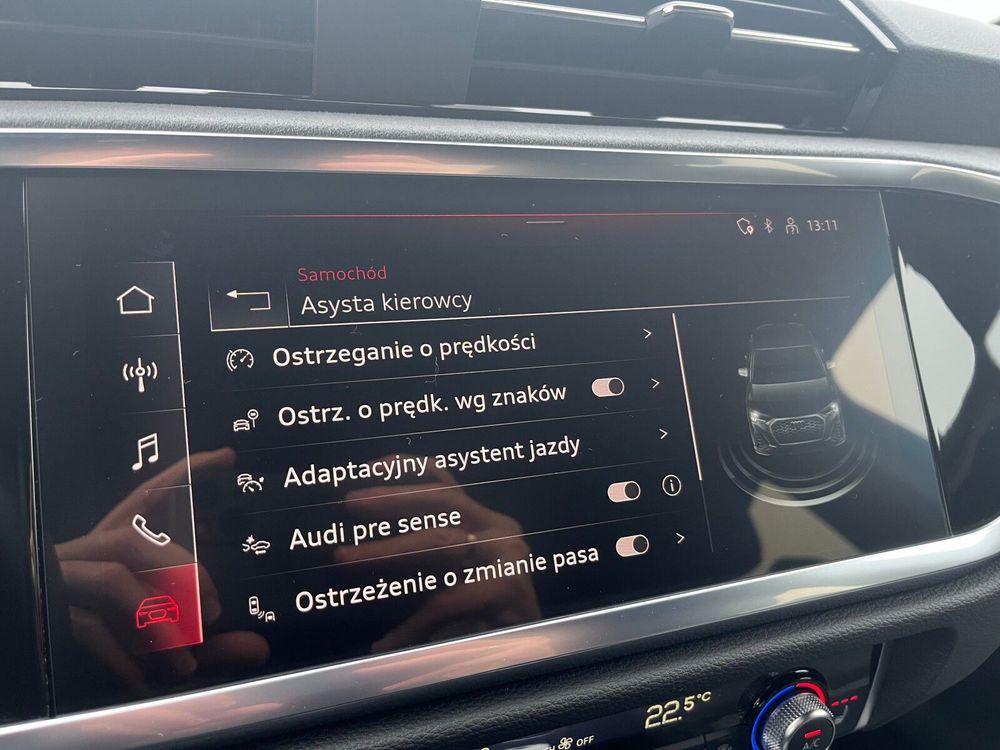 13:11
Samochód
Asysta kierowcy
Ostrzeganie o prędkości
Ostrz. o prędk. wg znaków
Adaptacyjny asystent jazdy
Audi pre sense
i
Ostrzeżenie o zmianie pasa
22.5°C
OFF
A/C